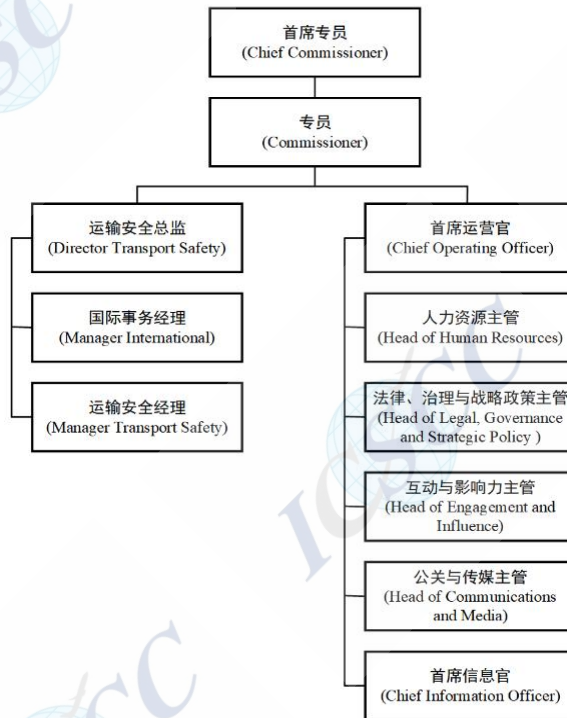 首席专员
(Chief Commissioner)
专员
(Commissioner)
运输安全总监
(Director Transport Safety)
国际事务经理
(Manager International)
运输安全经理
(Manager Transport Safety)
首席运营官
(Chief Operating Officer)
人力资源主管
(Head of Human Resources)
法律、治理与战略政策主管
(Head of Legal, Governance
and Strategic Policy )
互动与影响力主管
(Head of Engagement and
Influence)
公关与传媒主管
(Head of Communications
and Media)
首席信息官
(Chief Information Officer)
ICSCC